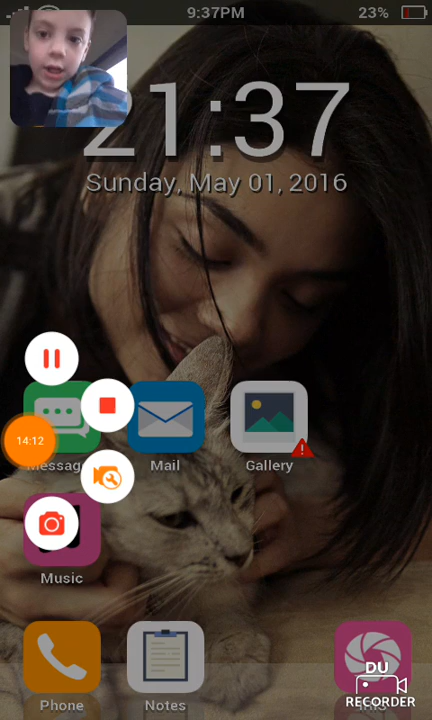 9:37PM
23%
21:37
Sunday, May 01, 2016
14:12
Messag
Mail
Gallery
Music
Phone
Notes
DU
RECORDER